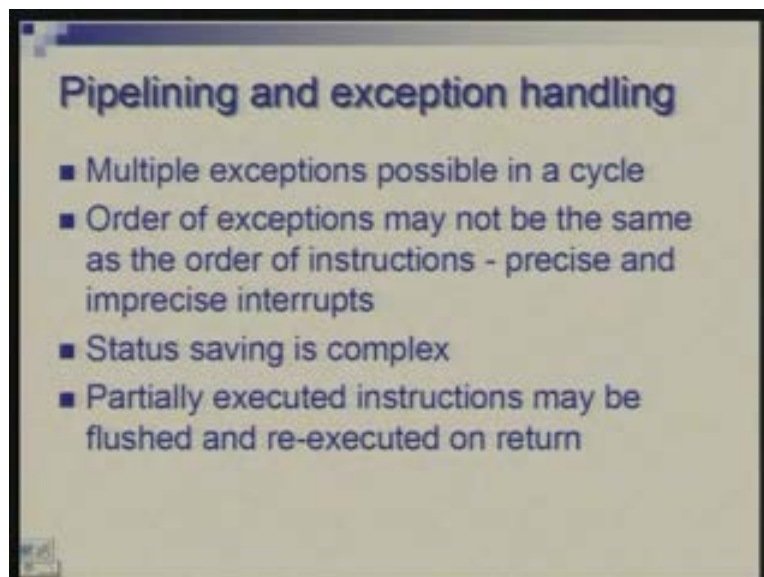 Pipelining and exception handling
■ Multiple exceptions possible in a cycle
■ Order of exceptions may not be the same
as the order of instructions - precise and
imprecise interrupts
■ Status saving is complex
■ Partially executed instructions may be
flushed and re-executed on return